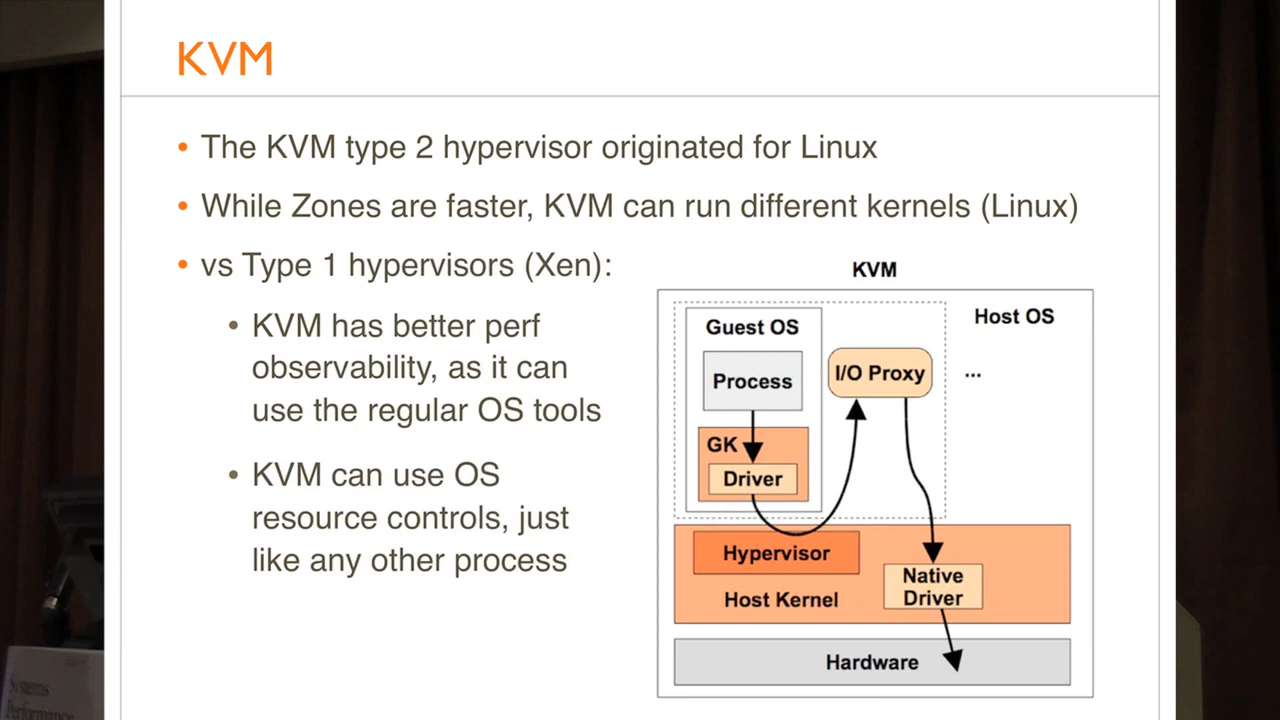 KVM
• The KVM type 2 hypervisor originated for Linux
• While Zones are faster, KVM can run different kernels (Linux)
• vs Type 1 hypervisors (Xen):
• KVM has better perf
observability, as it can
use the regular OS tools
• KVM can use OS
resource controls, just
like any other process
KVM
Host OS
Guest OS
Process
I/O Proxy
...
GK
Driver
Hypervisor
Host Kernel
Native
Driver
Hardware
Systems
Performance